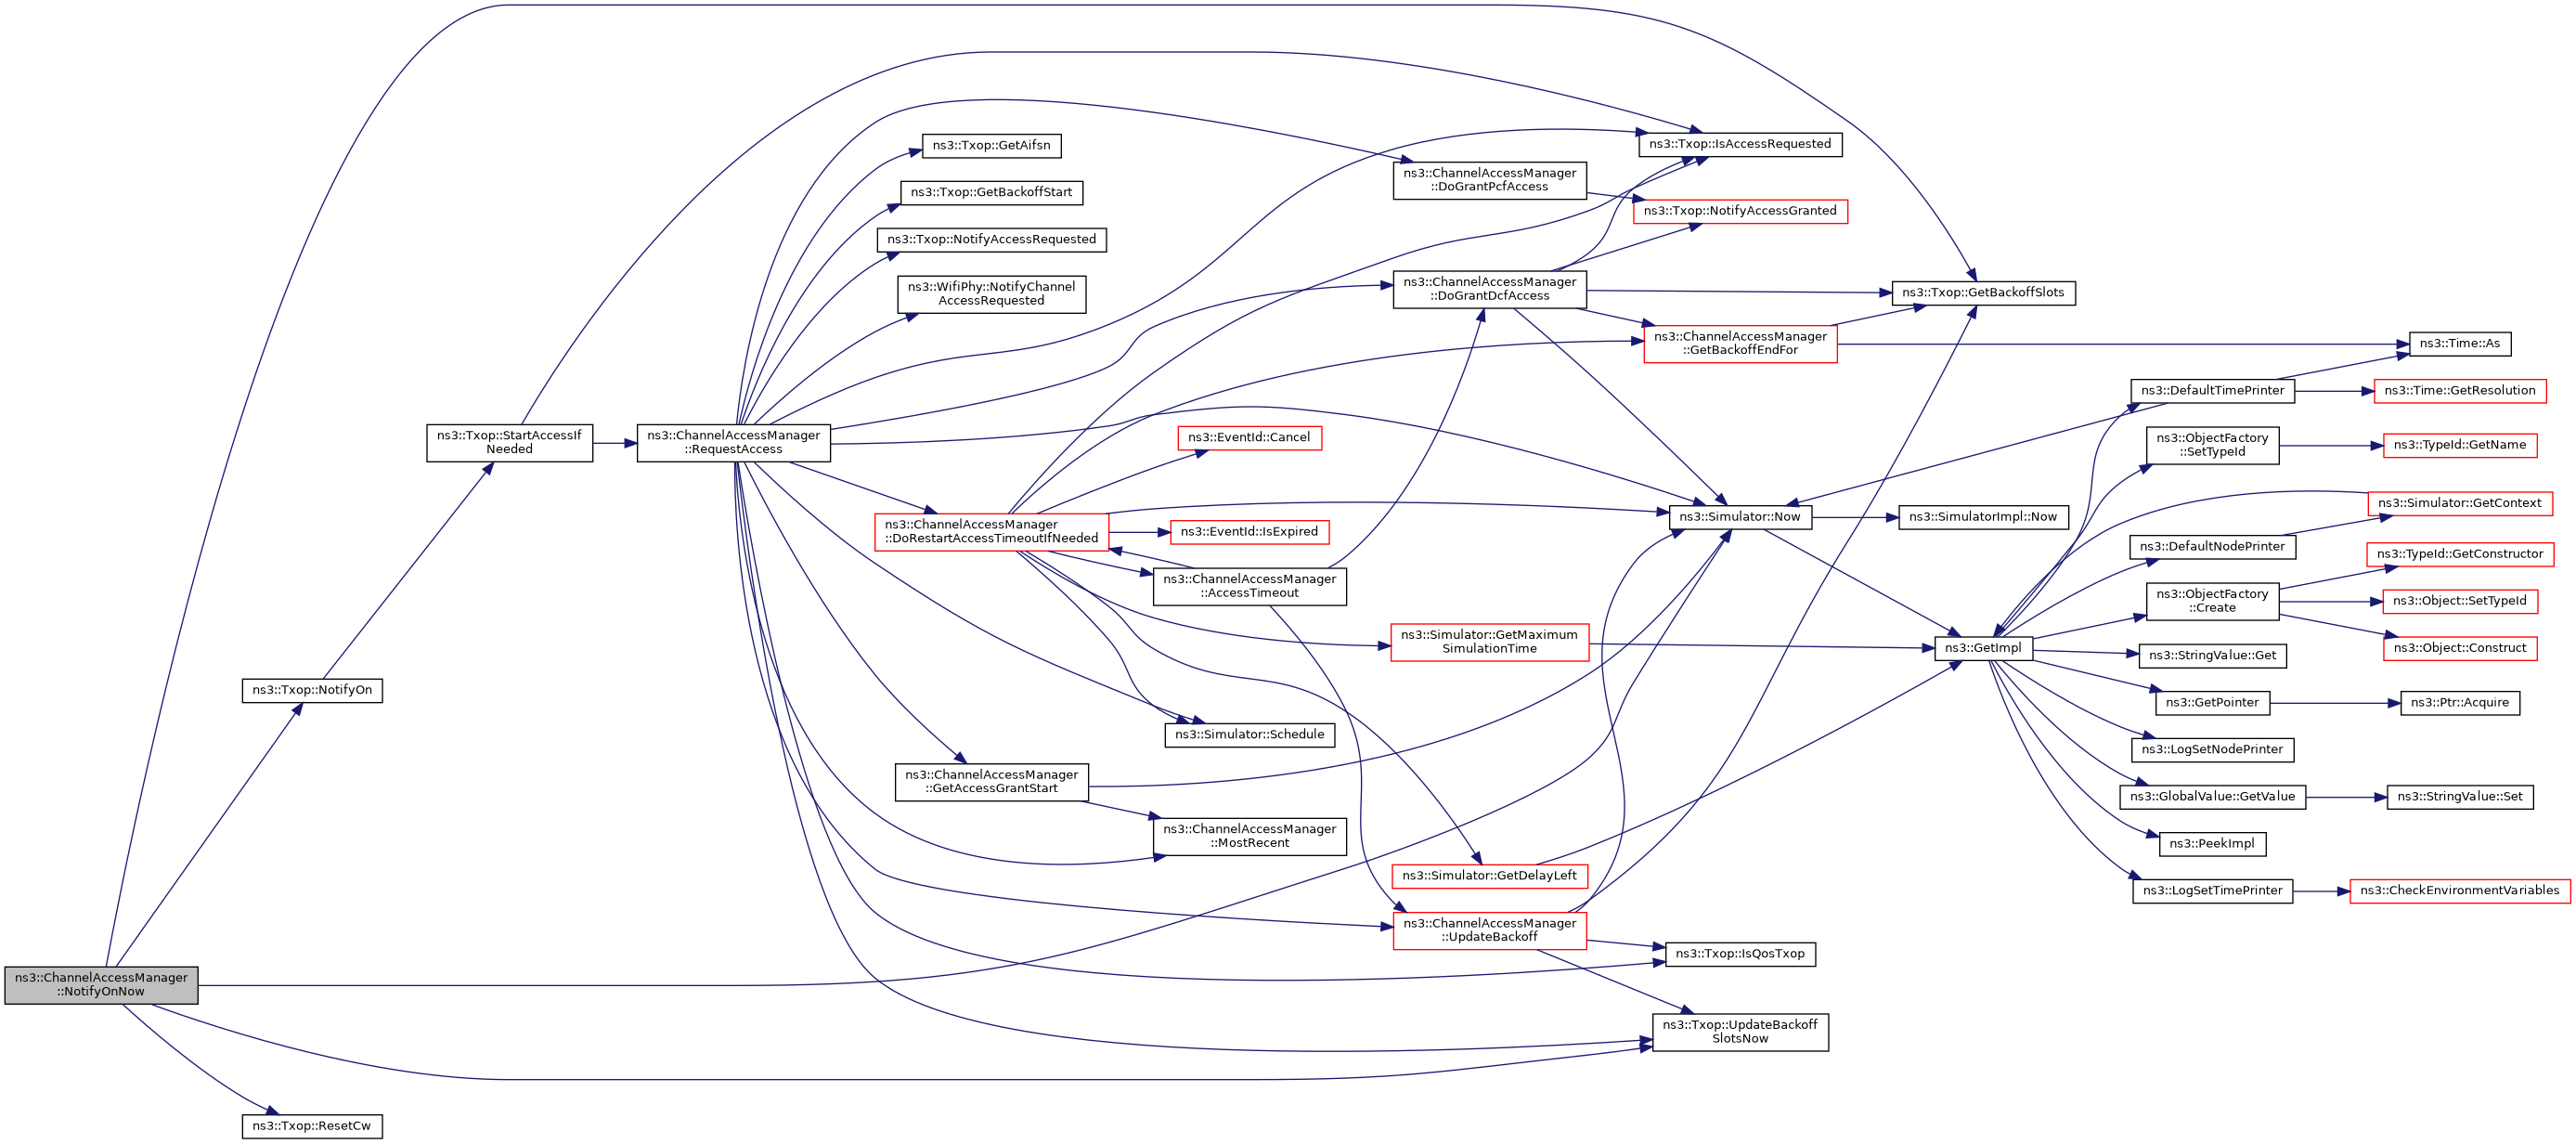 ns3::ChannelAccessManager
::NotifyOnNow
ns3::Txop::NotifyOn
ns3::Txop::ResetCw
ns3::Txop::StartAccessIf
Needed
ns3::ChannelAccessManager
::RequestAccess
ns3::Txop::GetAifsn
ns3::Txop::GetBackoffStart
ns3::Txop::NotifyAccessRequested
ns3::WifiPhy::NotifyChannel
AccessRequested
ns3::ChannelAccessManager
::DoRestartAccessTimeoutIfNeeded
ns3::ChannelAccessManager
::GetAccessGrantStart
ns3::EventId::Cancel
ns3::EventId::IsExpired
ns3::ChannelAccessManager
::AccessTimeout
ns3::Simulator::Schedule
ns3::ChannelAccessManager
::MostRecent
ns3::ChannelAccessManager
::DoGrantPcfAccess
ns3::ChannelAccessManager
::DoGrantDcfAccess
ns3::Simulator::GetMaximum
SimulationTime
ns3::Simulator::GetDelayLeft
ns3::ChannelAccessManager
::UpdateBackoff
ns3::Txop::IsAccessRequested
ns3::Txop::NotifyAccessGranted
ns3::ChannelAccessManager
::GetBackoffEndFor
ns3::Simulator::Now
ns3::Txop::IsQosTxop
ns3::Txop::UpdateBackoff
SlotsNow
ns3::Txop::GetBackoffSlots
ns3::SimulatorImpl::Now
ns3::GetImpl
ns3::DefaultTimePrinter
ns3::ObjectFactory
::SetTypeId
ns3::DefaultNodePrinter
ns3::ObjectFactory
::Create
ns3::StringValue::Get
ns3::GetPointer
ns3::LogSetNodePrinter
ns3::GlobalValue::GetValue
ns3::PeekImpl
ns3::LogSetTimePrinter
ns3::Time::As
ns3::Time::GetResolution
ns3::TypeId::GetName
ns3::Simulator::GetContext
ns3::TypeId::GetConstructor
ns3::Object::SetTypeId
ns3::Object::Construct
ns3::Ptr::Acquire
ns3::StringValue::Set
ns3::CheckEnvironmentVariables